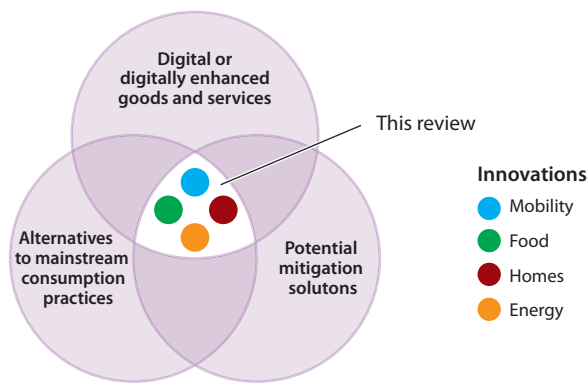 Digital or
digitally enhanced
goods and services
This review
Alternatives
to mainstream
consumption
practices
Potential
mitigation
solutons
Innovations
Mobility
Food
Homes
Energy